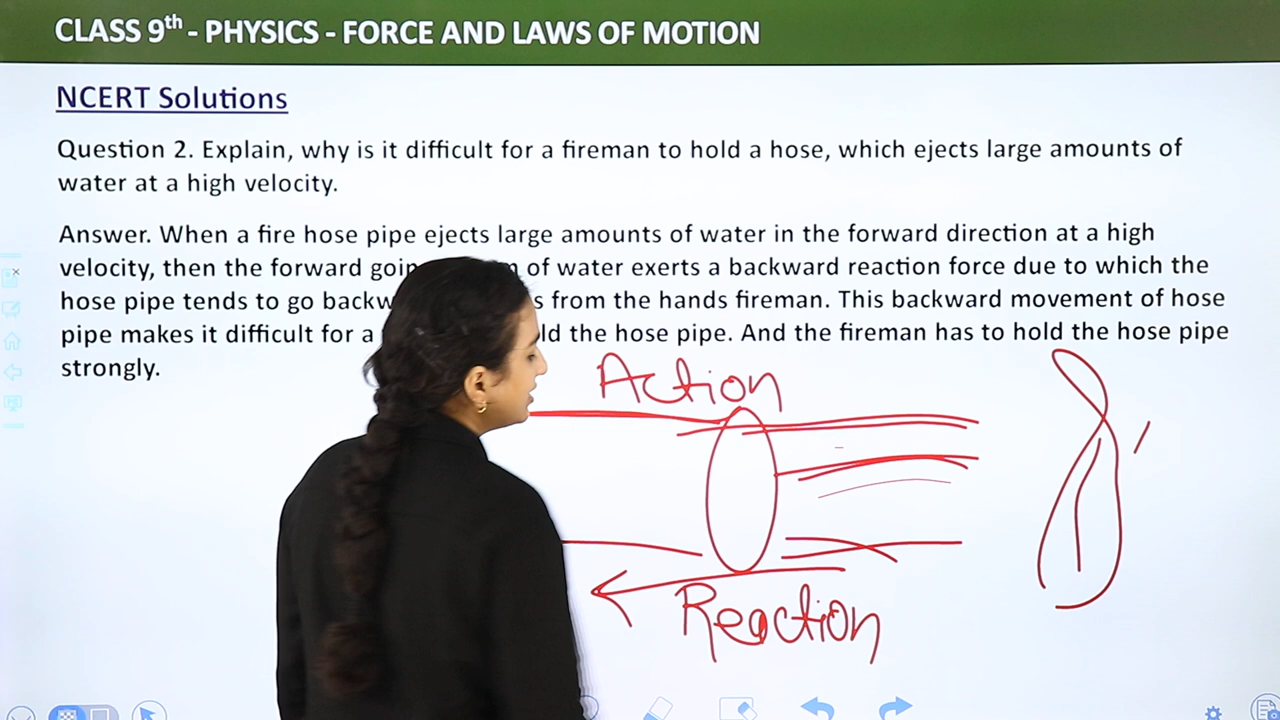 CLASS 9th - PHYSICS - FORCE AND LAWS OF MOTION
NCERT Solutions
Question 2. Explain, why is it difficult for a fireman to hold a hose, which ejects large amounts of
water at a high velocity.
Answer. When a fire hose pipe ejects large amounts of water in the forward direction at a high
velocity, then the forward of water exerts a backward reaction force due to which the
hose pipe tends to go from the hands fireman. This backward movement of hose
pipe makes it difficult for a the hose pipe. And the fireman has to hold the hose pipe
strongly.
Action
Reaction